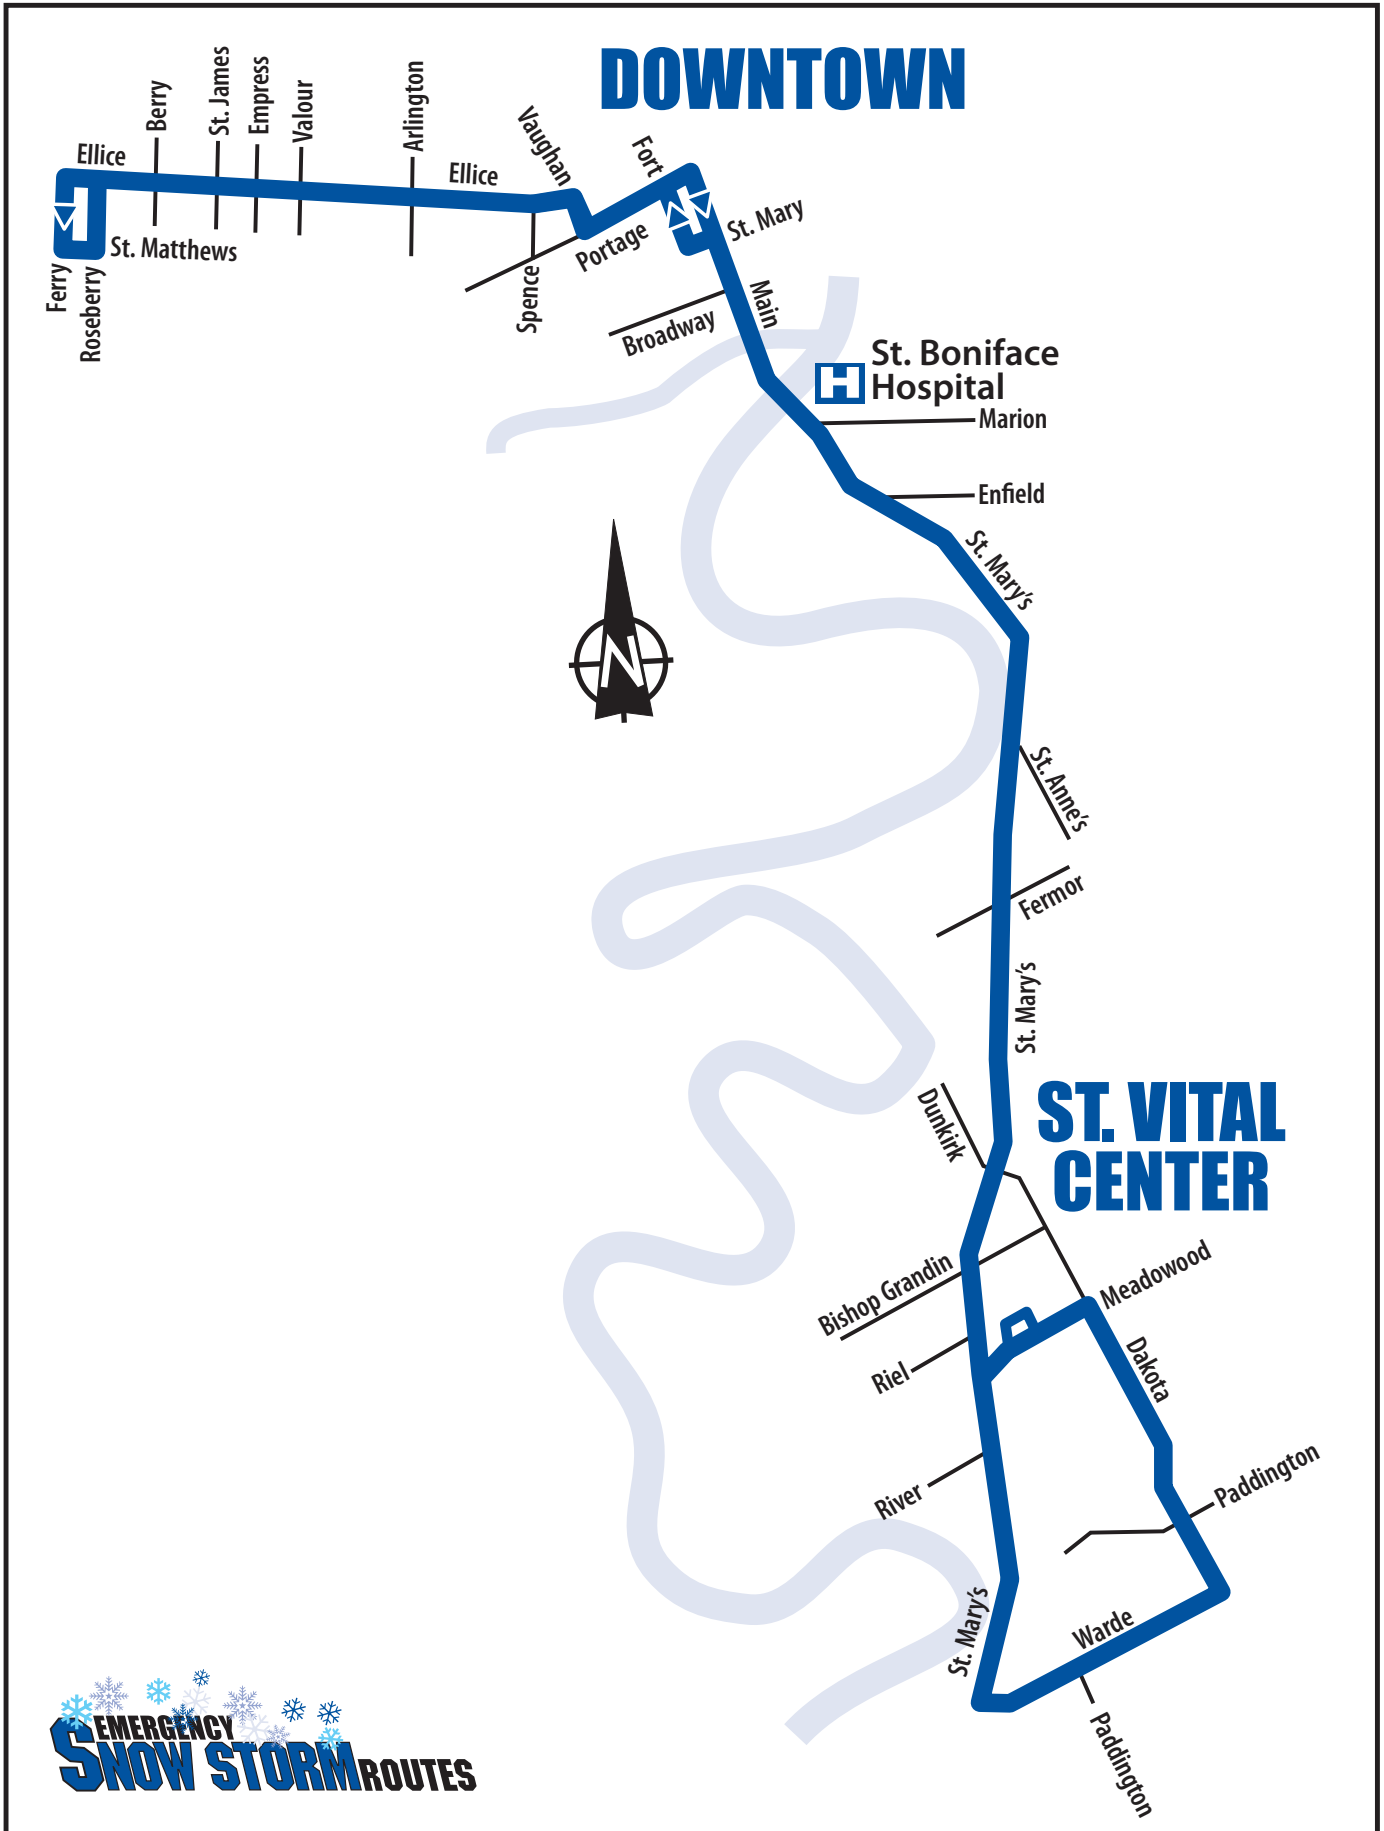 DOWNTOWN
Berry
St. James
Empress
Valour
Arlington
Vaughan
Fort
Ellice
Ellice
St. Mary
St. Matthews
Portage
Ferry
Roseberry
Spence
Main
Broadway
St. Boniface
Hospital
H
Marion
Enfield
St. Mary's
N
St. Anne's
Fermor
St. Mary's
ST. VITAL
CENTER
Dunkirk
Bishop Grandin
Meadowood
Riel
Dakota
River
Paddington
St. Mary's
Warde
Paddington
EMERGENCY
SNOW STORM ROUTES